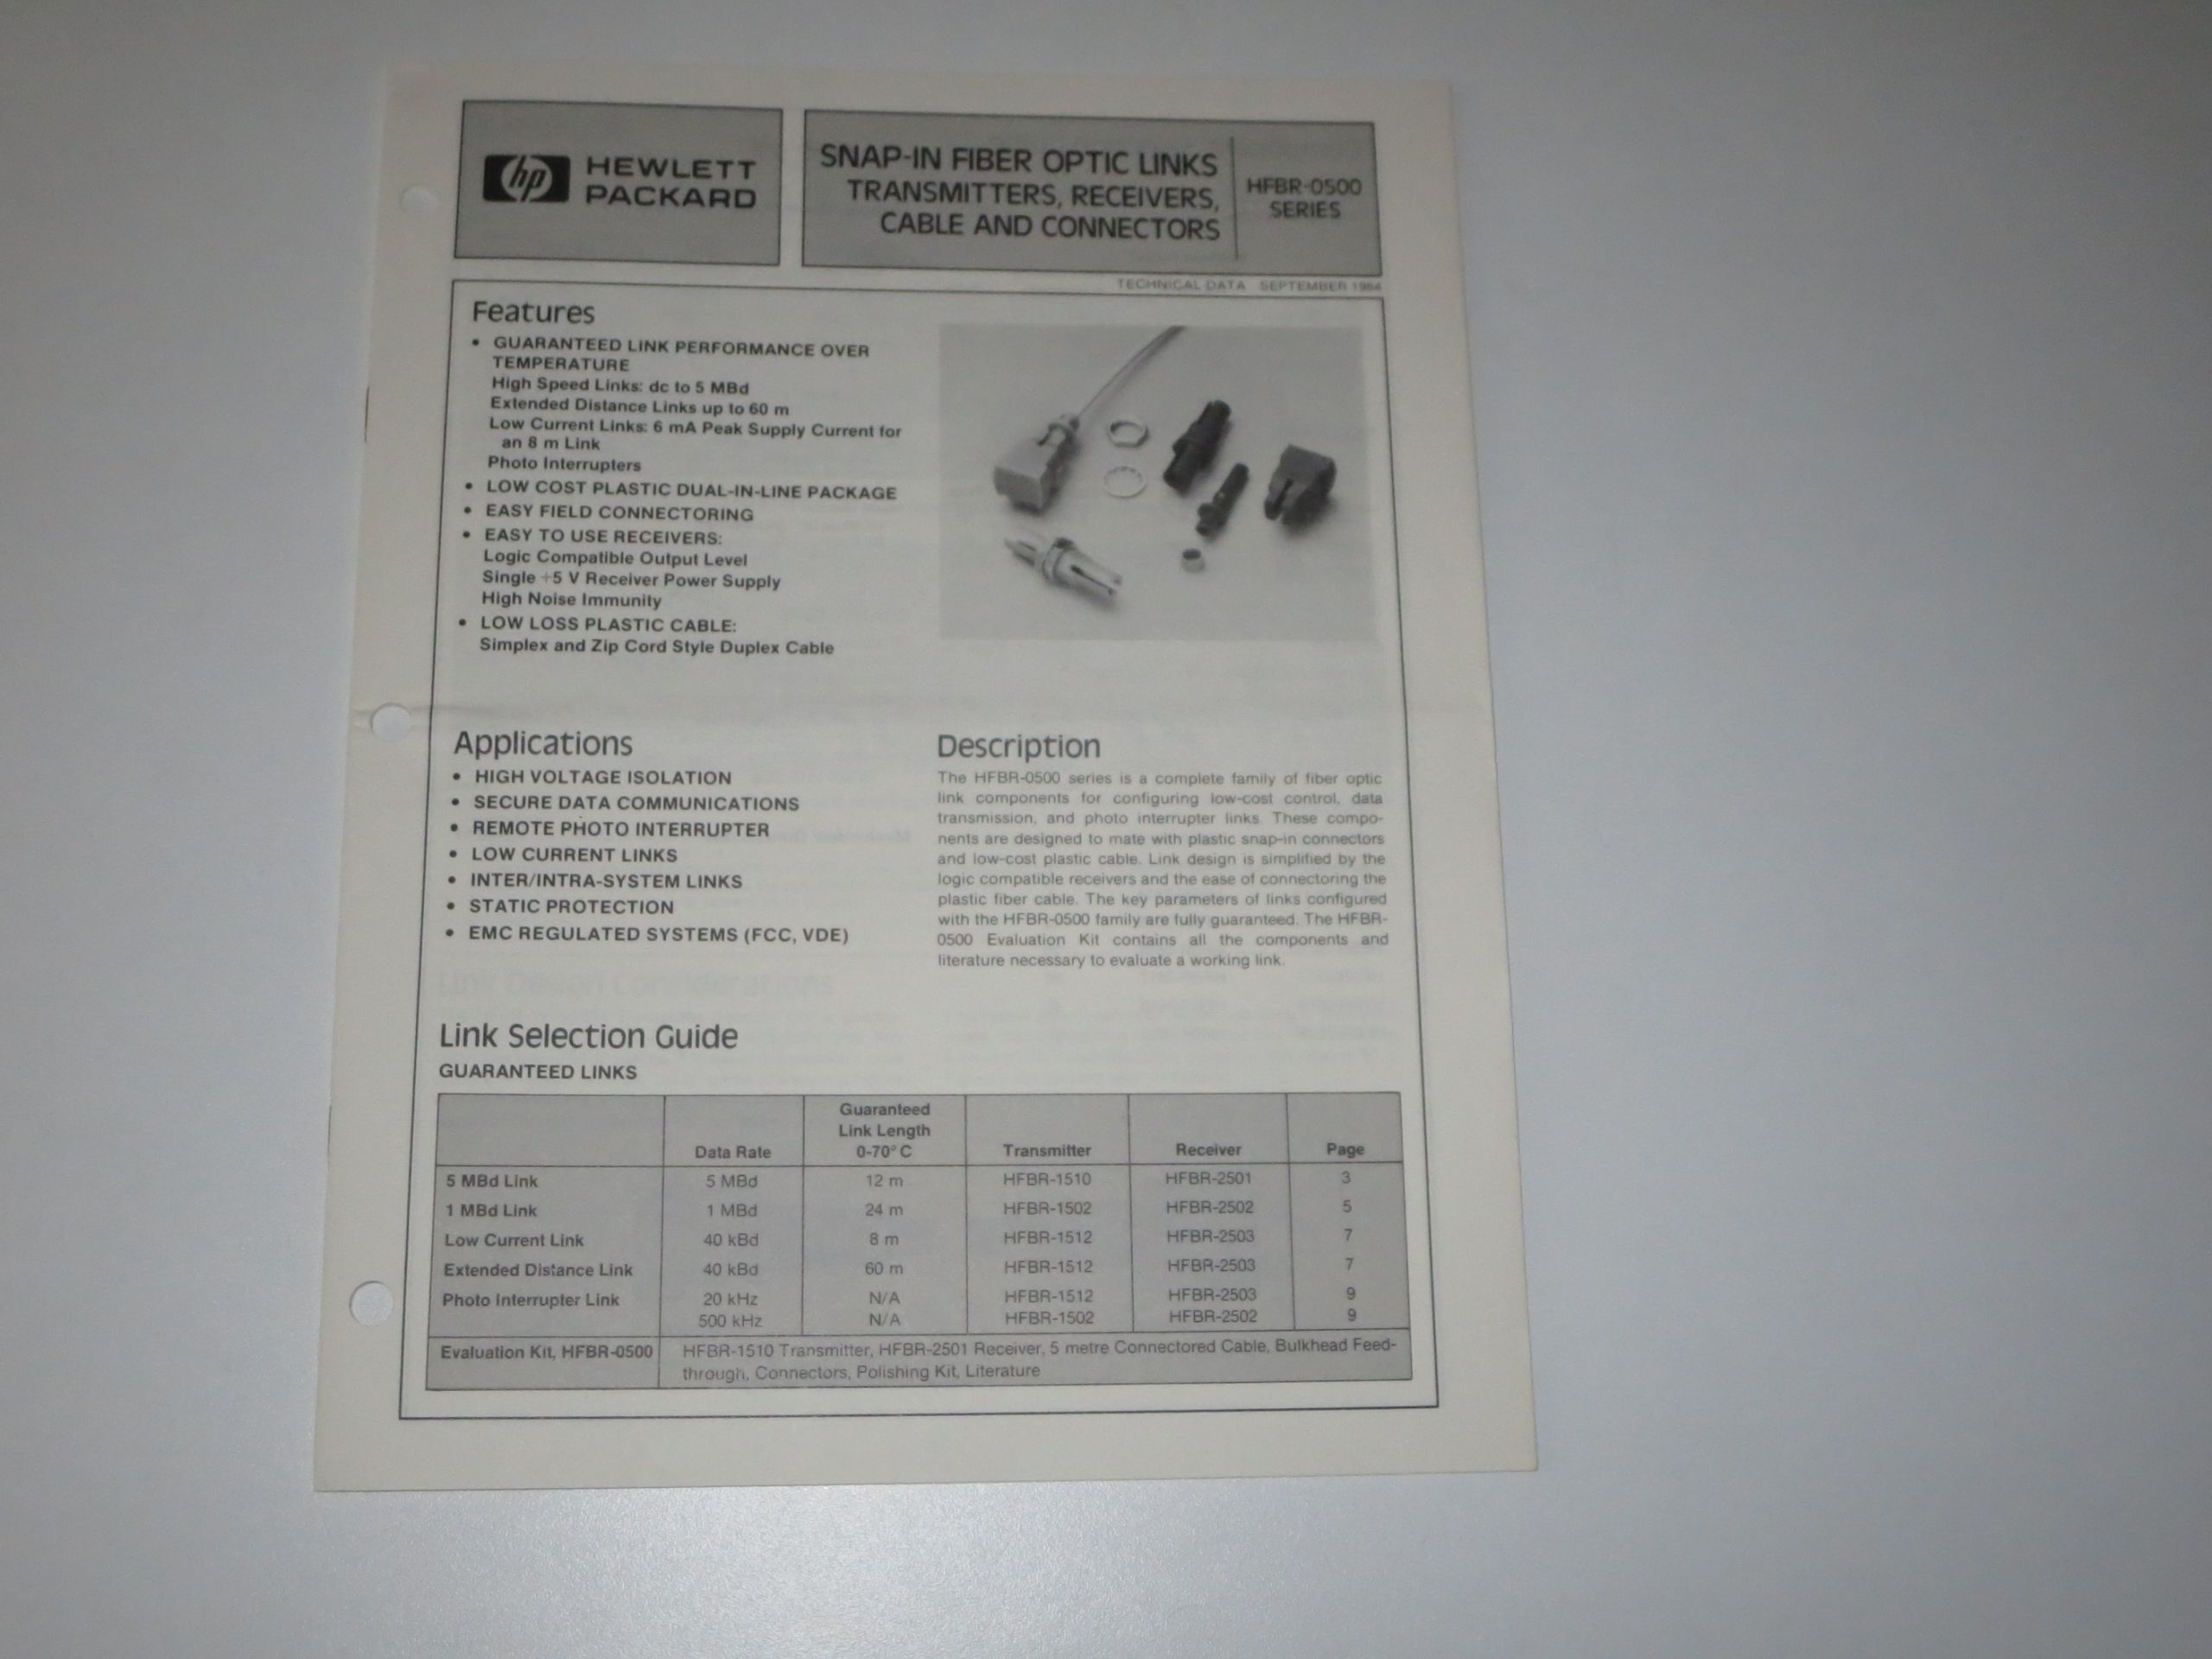 hp HEWLETT
PACKARD
SNAP-IN FIBER OPTIC LINKS
TRANSMITTERS, RECEIVERS,
CABLE AND CONNECTORS
HFBR-0500
SERIES
TECHNICAL DATA SEPTEMBER 1984
Features
• GUARANTEED LINK PERFORMANCE OVER
TEMPERATURE
High Speed Links: dc to 5 MBd
Extended Distance Links up to 60 m
Low Current Links: 6 mA Peak Supply Current for
an 8 m Link
Photo Interrupters
• LOW COST PLASTIC DUAL-IN-LINE PACKAGE
• EASY FIELD CONNECTORING
• EASY TO USE RECEIVERS:
Logic Compatible Output Level
Single +5 V Receiver Power Supply
High Noise Immunity
• LOW LOSS PLASTIC CABLE:
Simplex and Zip Cord Style Duplex Cable
Applications
• HIGH VOLTAGE ISOLATION
• SECURE DATA COMMUNICATIONS
• REMOTE PHOTO INTERRUPTER
• LOW CURRENT LINKS
• INTER/INTRA-SYSTEM LINKS
• STATIC PROTECTION
• EMC REGULATED SYSTEMS (FCC, VDE)
Description
The HFBR-0500 series is a complete family of fiber optic
link components for configuring low-cost control, data
transmission, and photo interrupter links. These compo-
nents are designed to mate with plastic snap-in connectors
and low-cost plastic cable. Link design is simplified by the
logic compatible receivers and the ease of connectoring the
plastic fiber cable. The key parameters of links configured
with the HFBR-0500 family are fully guaranteed. The HFBR-
0500 Evaluation Kit contains all the components and
literature necessary to evaluate a working link.
Link Selection Guide
GUARANTEED LINKS
Data Rate
Guaranteed
Link Length
0-70° C
Transmitter
Receiver
Page
5 MBd Link 5 MBd 12 m HFBR-1510 HFBR-2501 3
1 MBd Link 1 MBd 24 m HFBR-1502 HFBR-2502 5
Low Current Link 40 kBd 8 m HFBR-1512 HFBR-2503 7
Extended Distance Link 40 kBd 60 m HFBR-1512 HFBR-2503 7
Photo Interrupter Link 20 kHz N/A HFBR-1512 HFBR-2503 9
500 kHz N/A HFBR-1502 HFBR-2502 9
Evaluation Kit, HFBR-0500 HFBR-1510 Transmitter, HFBR-2501 Receiver, 5 metre Connectored Cable, Bulkhead Feed-
through, Connectors, Polishing Kit, Literature